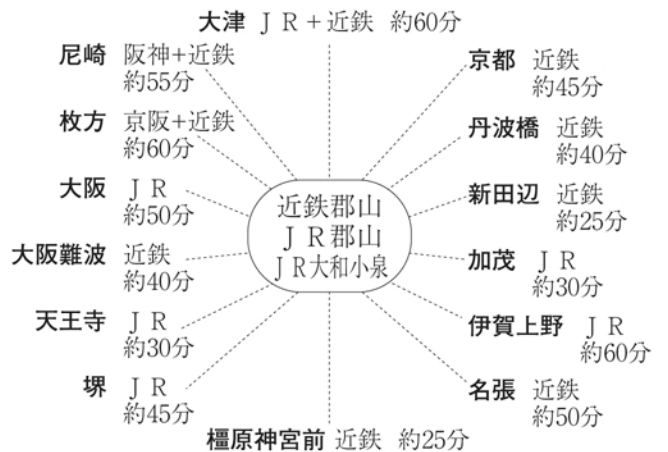 大津 ＪＲ＋近鉄 約60分
尼崎 阪神+近鉄
約55分
枚方 京阪+近鉄
約60分
大阪 ＪＲ
約50分
大阪難波 近鉄
約40分
天王寺 ＪＲ
約30分
堺 ＪＲ
約45分
近鉄郡山
ＪＲ郡山
ＪＲ大和小泉
京都 近鉄
約45分
丹波橋 近鉄
約40分
新田辺 近鉄
約25分
加茂 ＪＲ
約30分
伊賀上野 ＪＲ
約60分
名張 近鉄
約50分
橿原神宮前 近鉄 約25分